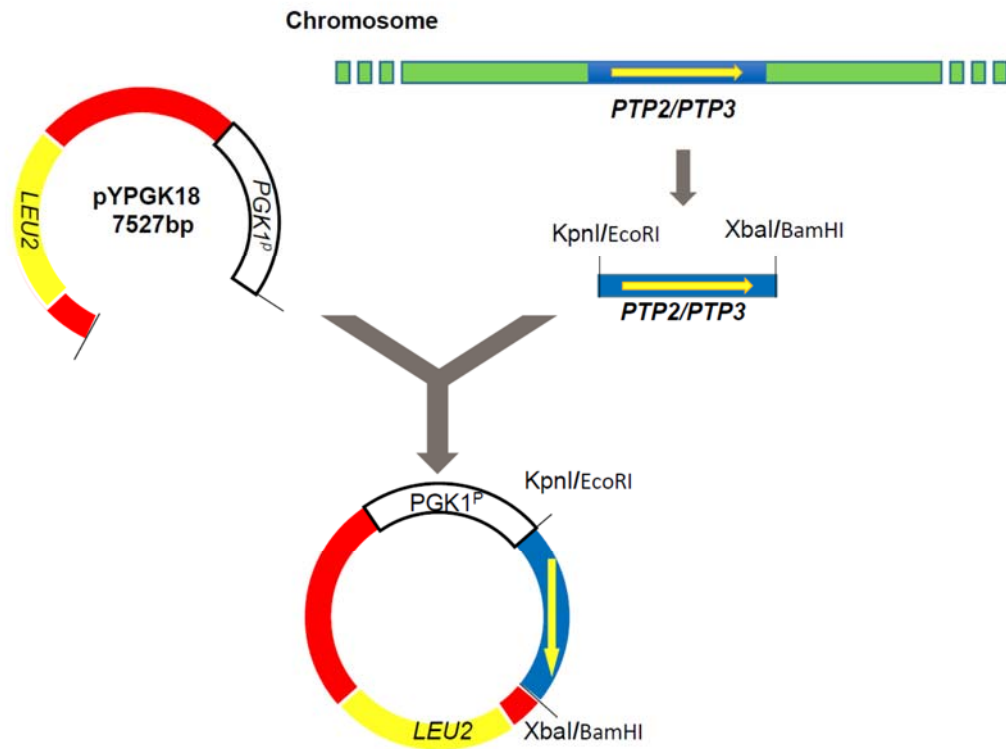 Chromosome
PTP2/PTP3
pYPGK18
7527bp
LEU2
PGK1ᵖ
KpnI/EcoRI
XbaI/BamHI
PTP2/PTP3
KpnI/EcoRI
PGK1ᴾ
LEU2
XbaI/BamHI